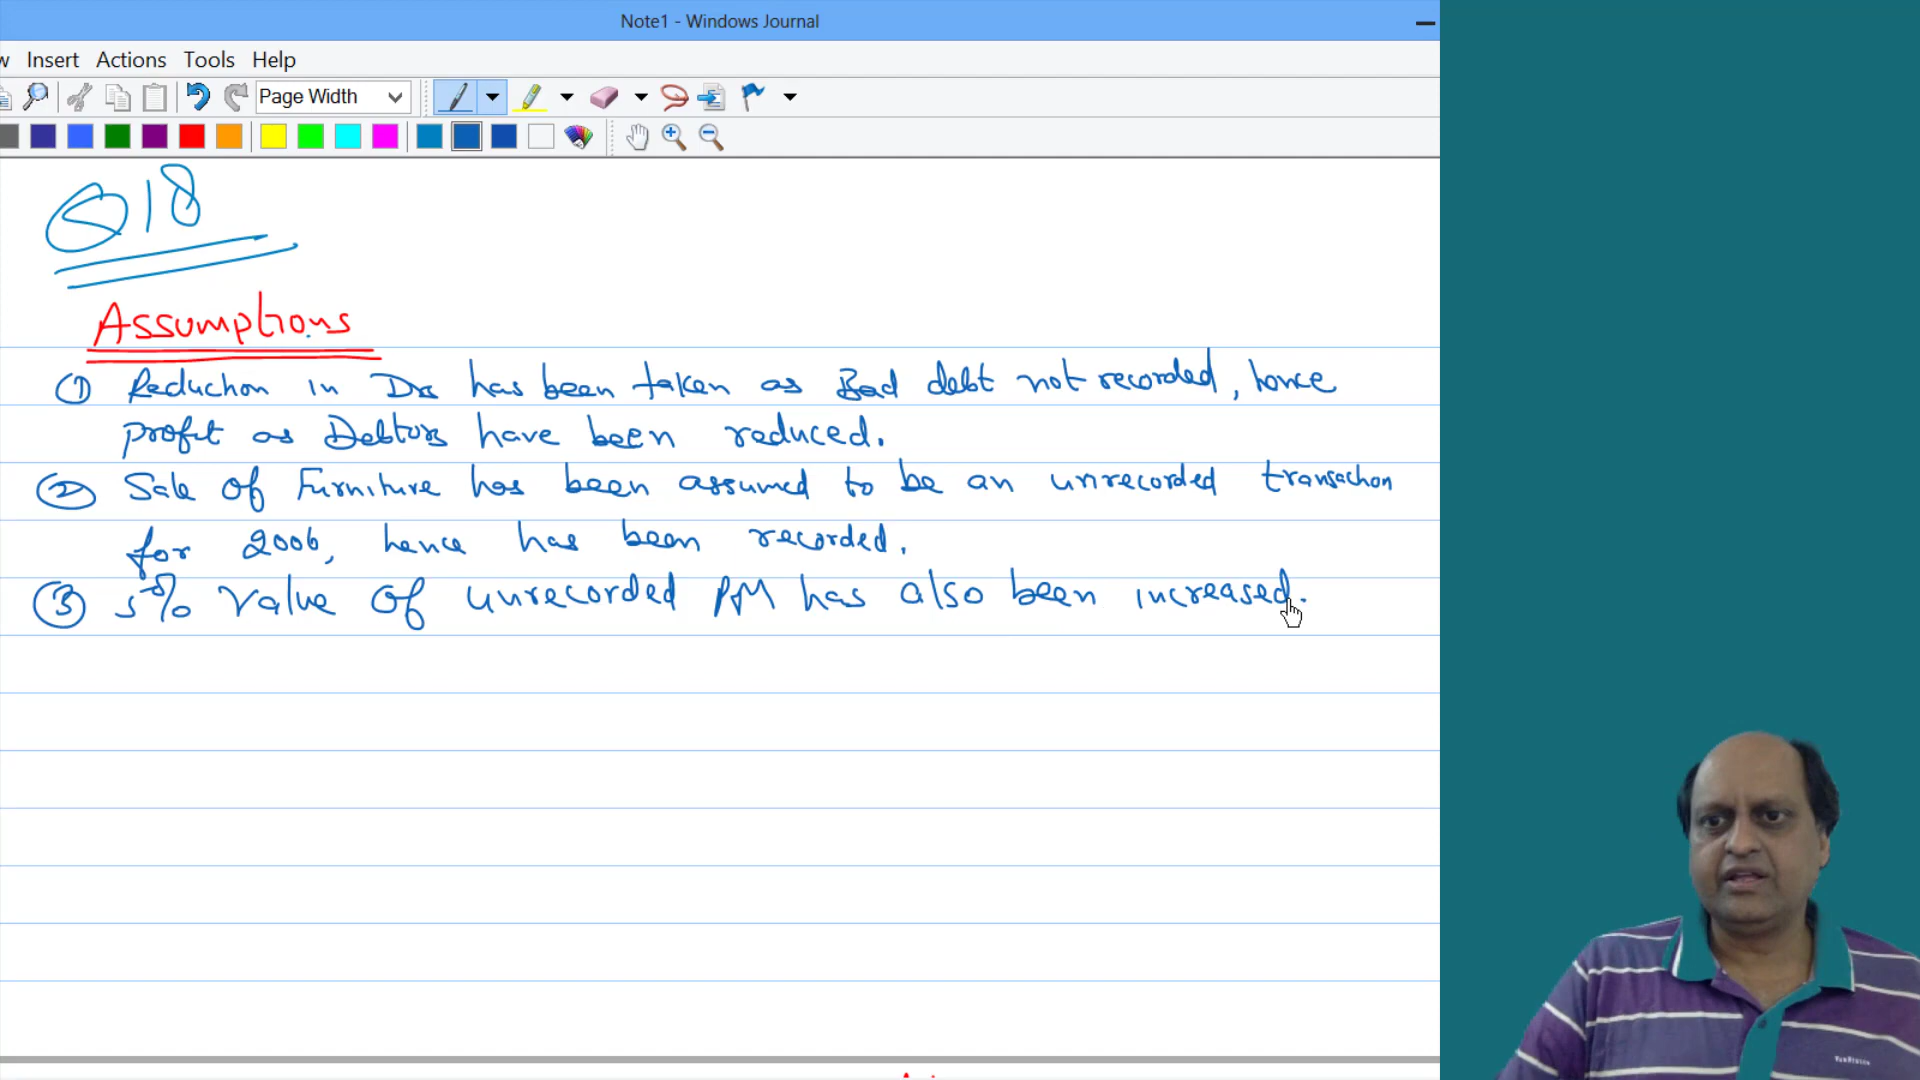 Note1 - Windows Journal
w Insert Actions Tools Help
Page Width
Q18
Assumptions
① Reduction in Drs has been taken as Bad debt not recorded, hence
profit as Debtors have been reduced.
② Sale of Furniture has been assumed to be an unrecorded transaction
for 2006, hence has been recorded.
③ 5% Value of unrecorded PM has also been increased.